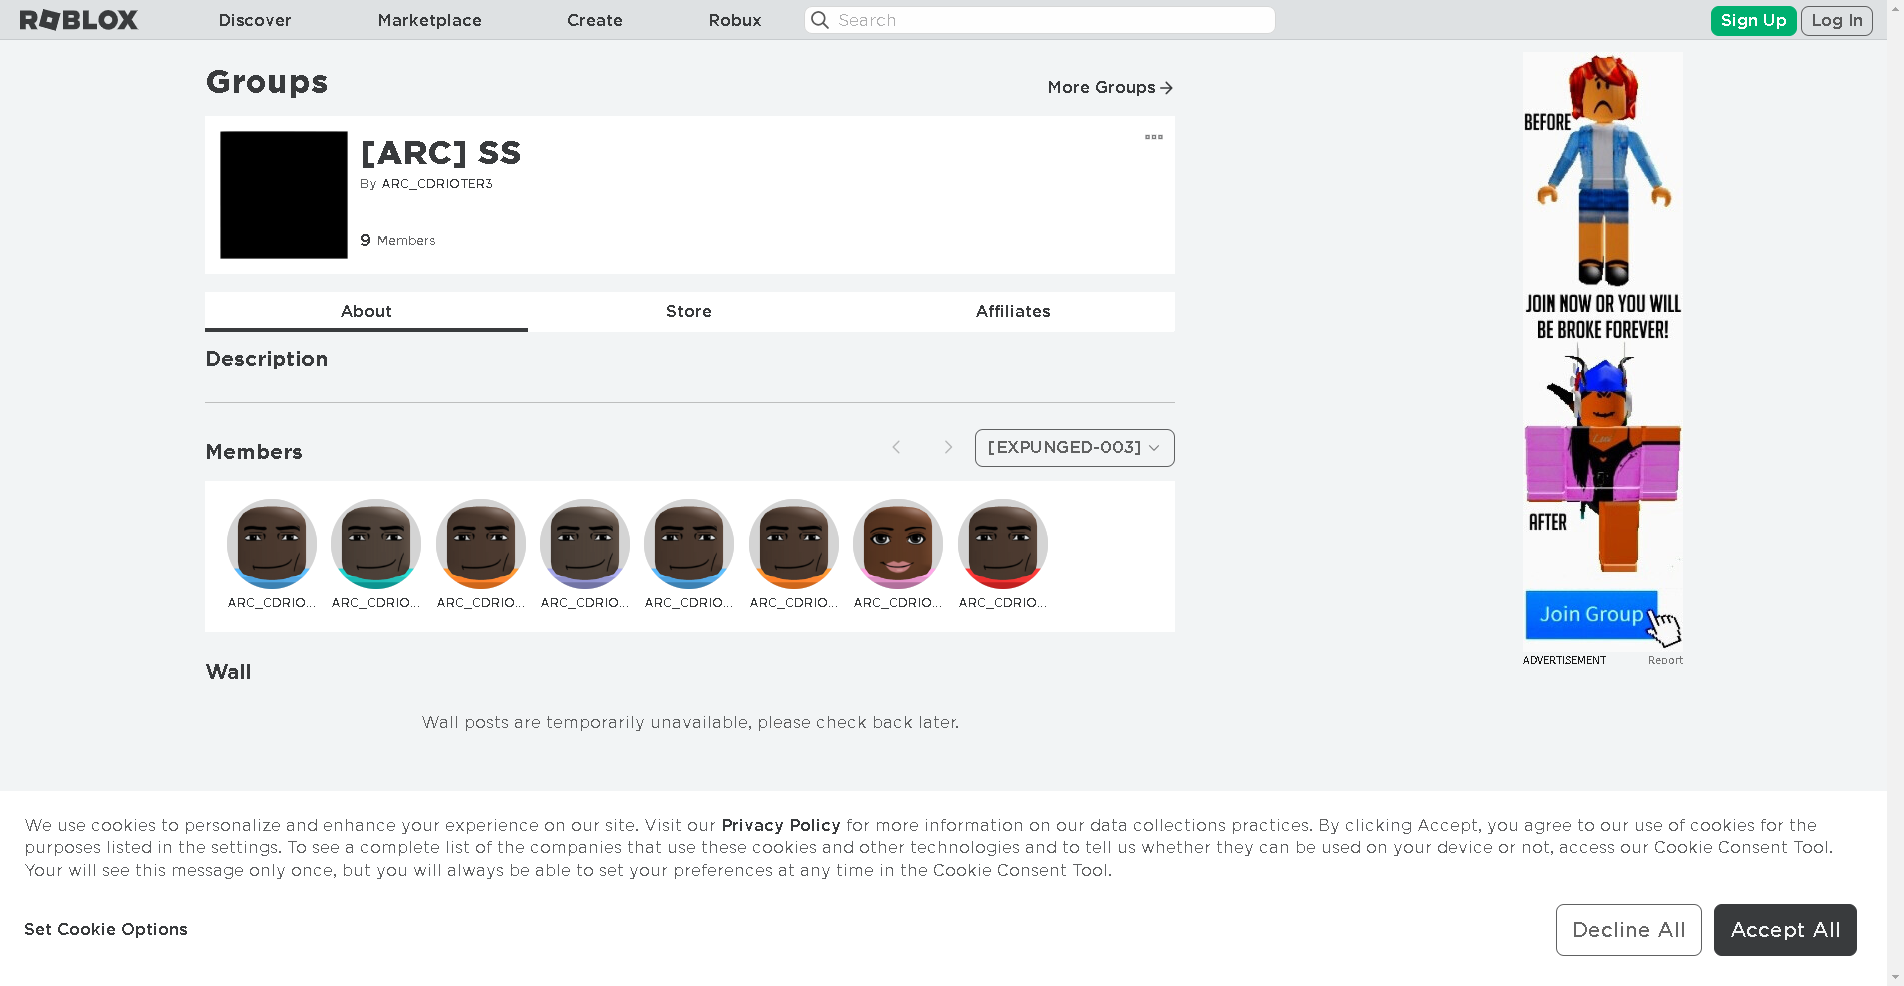 ROBLOX
Discover
Marketplace
Create
Robux
Search
Sign Up
Log In
Groups
More Groups
[ARC] SS
By ARC_CDRIOTER3
9 Members
About
Store
Affiliates
Description
Members
[EXPUNGED-003]
ARC_CDRIO...
ARC_CDRIO...
ARC_CDRIO...
ARC_CDRIO...
ARC_CDRIO...
ARC_CDRIO...
ARC_CDRIO...
ARC_CDRIO...
Wall
Wall posts are temporarily unavailable, please check back later.
BEFORE
JOIN NOW OR YOU WILL
BE BROKE FOREVER!
AFTER
Join Group
ADVERTISEMENT
Report
We use cookies to personalize and enhance your experience on our site. Visit our Privacy Policy for more information on our data collections practices. By clicking Accept, you agree to our use of cookies for the
purposes listed in the settings. To see a complete list of the companies that use these cookies and other technologies and to tell us whether they can be used on your device or not, access our Cookie Consent Tool.
Your will see this message only once, but you will always be able to set your preferences at any time in the Cookie Consent Tool.
Set Cookie Options
Decline All
Accept All